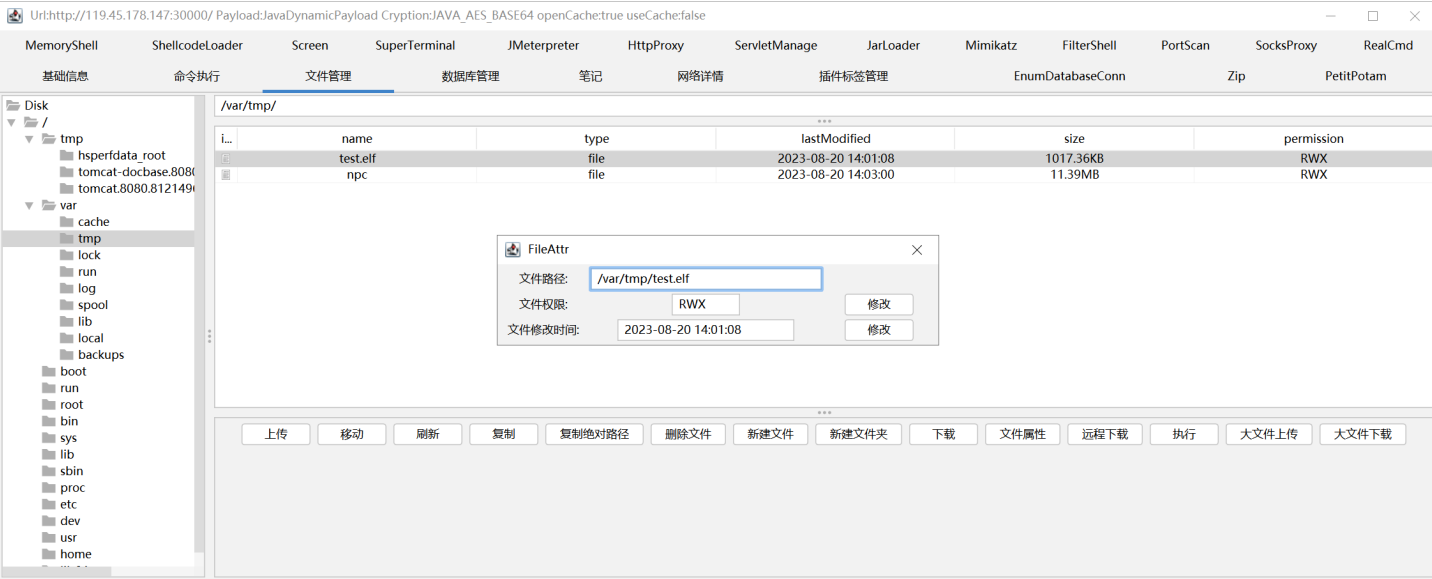 Url:http://119.45.178.147:30000/ Payload:JavaDynamicPayload Cryption:JAVA_AES_BASE64 openCache:true useCache:false
MemoryShell ShellcodeLoader Screen SuperTerminal JMeterpreter HttpProxy ServletManage JarLoader Mimikatz FilterShell PortScan SocksProxy RealCmd
基础信息 命令执行 文件管理 数据库管理 笔记 网络详情 插件标签管理 EnumDatabaseConn Zip PetitPotam
Disk
/
tmp
hsperfdata_root
tomcat-docbase.808
tomcat.8080.812149
var
cache
tmp
lock
run
log
spool
lib
local
backups
boot
run
root
bin
sys
lib
sbin
proc
etc
dev
usr
home
/var/tmp/
i... name type lastModified size permission
test.elf file 2023-08-20 14:01:08 1017.36KB RWX
npc file 2023-08-20 14:03:00 11.39MB RWX
FileAttr
文件路径: /var/tmp/test.elf
文件权限: RWX 修改
文件修改时间: 2023-08-20 14:01:08 修改
上传 移动 刷新 复制 复制绝对路径 删除文件 新建文件 新建文件夹 下载 文件属性 远程下载 执行 大文件上传 大文件下载